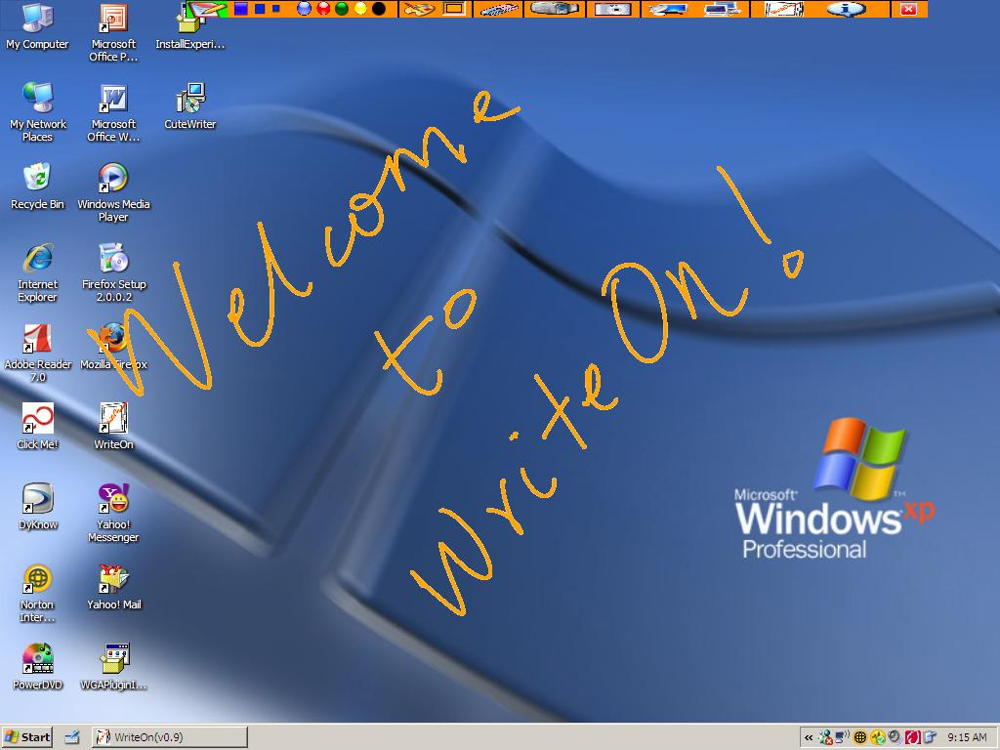 My Computer
Microsoft
Office P...
InstallExperi...
My Network
Places
Microsoft
Office W...
CuteWriter
Recycle Bin
Windows Media
Player
Internet
Explorer
Firefox Setup
2.0.0.2
Adobe Reader
7.0
Mozilla Firefox
Click Me!
WriteOn
DyKnow
Yahoo!
Messenger
Norton
Inter...
Yahoo! Mail
PowerDVD
WGAPluginI...
Welcome
to
WriteOn!
Microsoft®
Windows xp ™
Professional
Start
WriteOn(v0.9)
«
9:15 AM